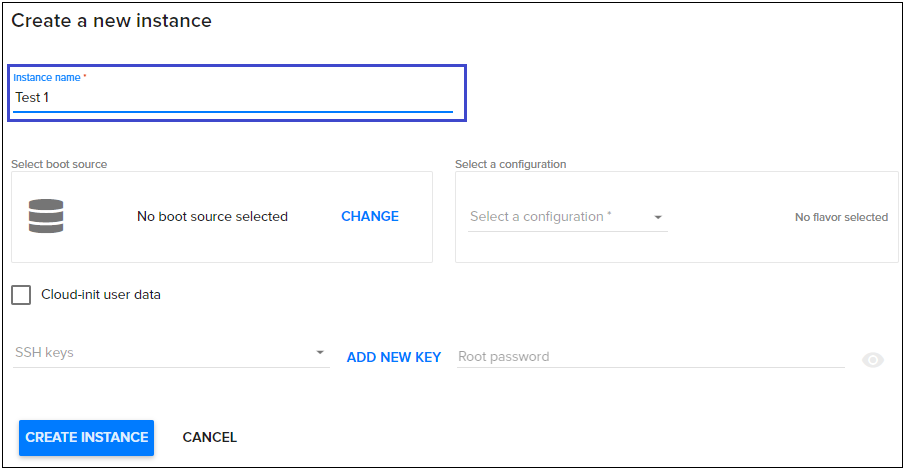 Create a new instance
Instance name *
Test 1
Select boot source
Select a configuration
No boot source selected
CHANGE
Select a configuration *
No flavor selected
Cloud-init user data
SSH keys
ADD NEW KEY
Root password
CREATE INSTANCE
CANCEL